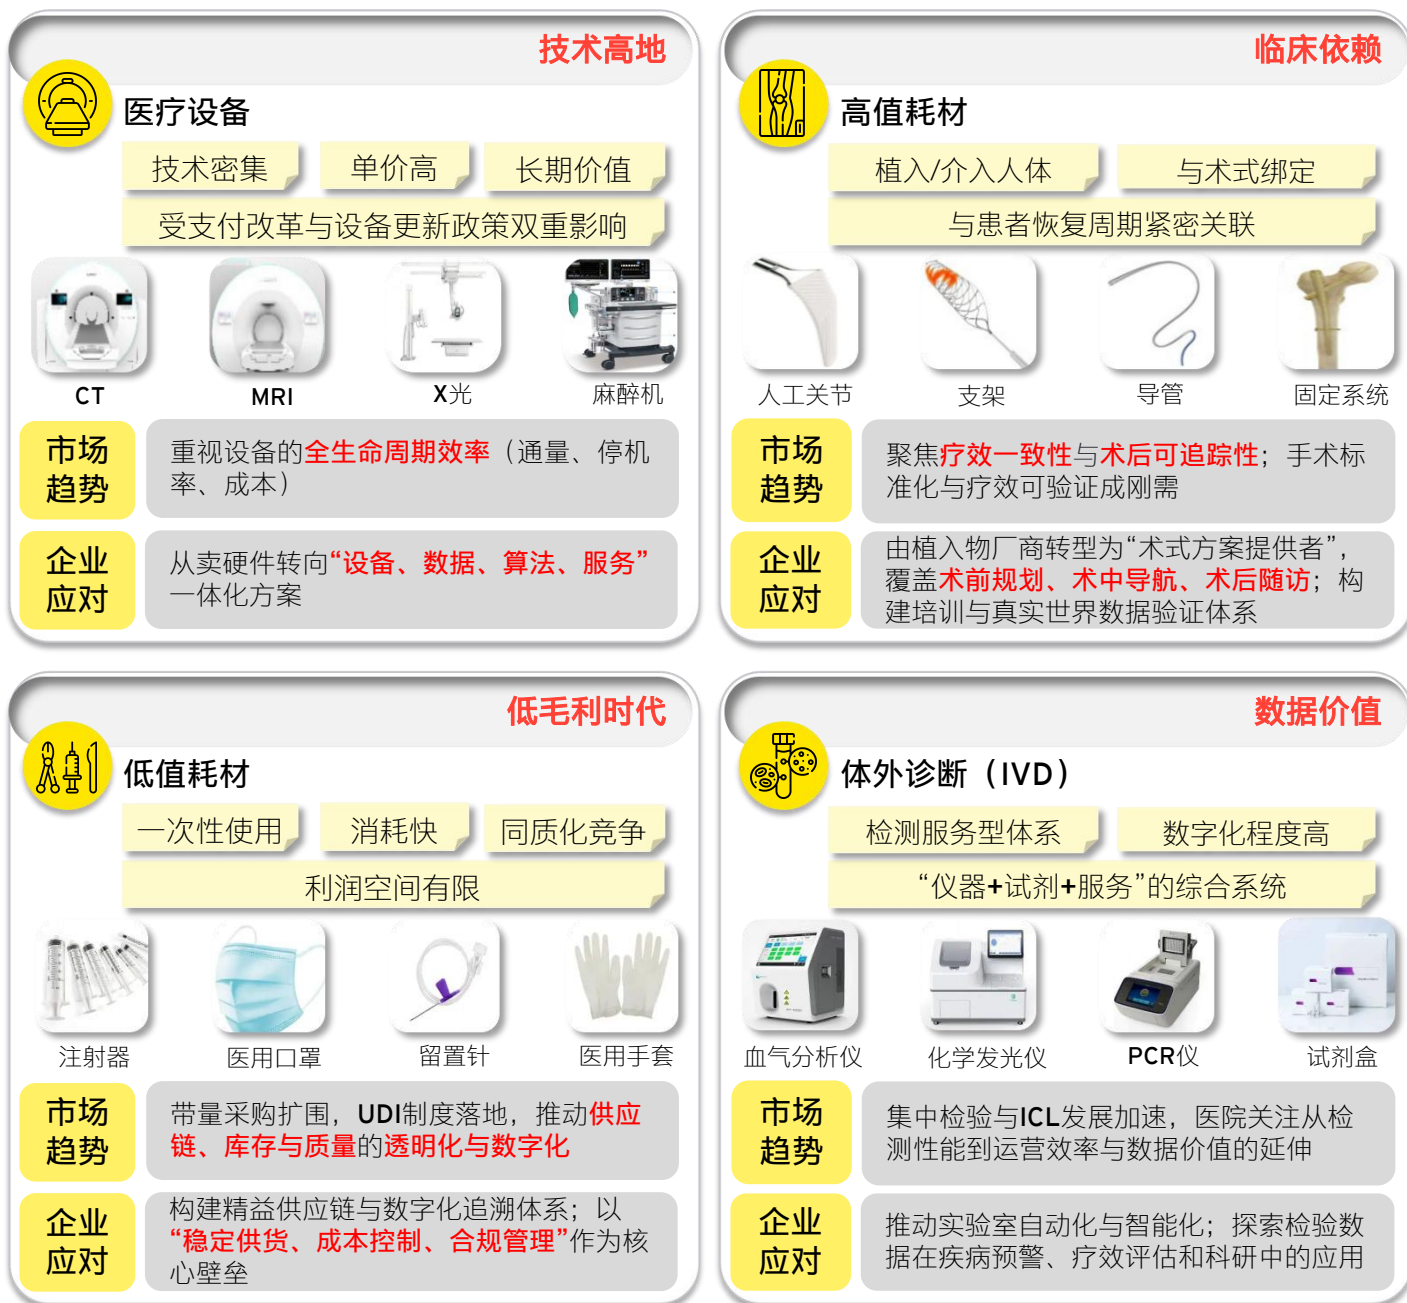 技术高地
医疗设备
技术密集
单价高
长期价值
受支付改革与设备更新政策双重影响
CT
MRI
X光
麻醉机
市场
趋势
重视设备的全生命周期效率（通量、停机
率、成本）
企业
应对
从卖硬件转向“设备、数据、算法、服务”
一体化方案
临床依赖
高值耗材
植入/介入人体
与术式绑定
与患者恢复周期紧密关联
人工关节
支架
导管
固定系统
市场
趋势
聚焦疗效一致性与术后可追踪性；手术标
准化与疗效可验证成刚需
企业
应对
由植入物厂商转型为“术式方案提供者”，
覆盖术前规划、术中导航、术后随访；构
建培训与真实世界数据验证体系
低毛利时代
低值耗材
一次性使用
消耗快
同质化竞争
利润空间有限
注射器
医用口罩
留置针
医用手套
市场
趋势
带量采购扩围，UDI制度落地，推动供应
链、库存与质量的透明化与数字化
企业
应对
构建精益供应链与数字化追溯体系；以
“稳定供货、成本控制、合规管理”作为核
心壁垒
数据价值
体外诊断（IVD）
检测服务型体系
数字化程度高
“仪器+试剂+服务”的综合系统
血气分析仪
化学发光仪
PCR仪
试剂盒
市场
趋势
集中检验与ICL发展加速，医院关注从检
测性能到运营效率与数据价值的延伸
企业
应对
推动实验室自动化与智能化；探索检验数
据在疾病预警、疗效评估和科研中的应用